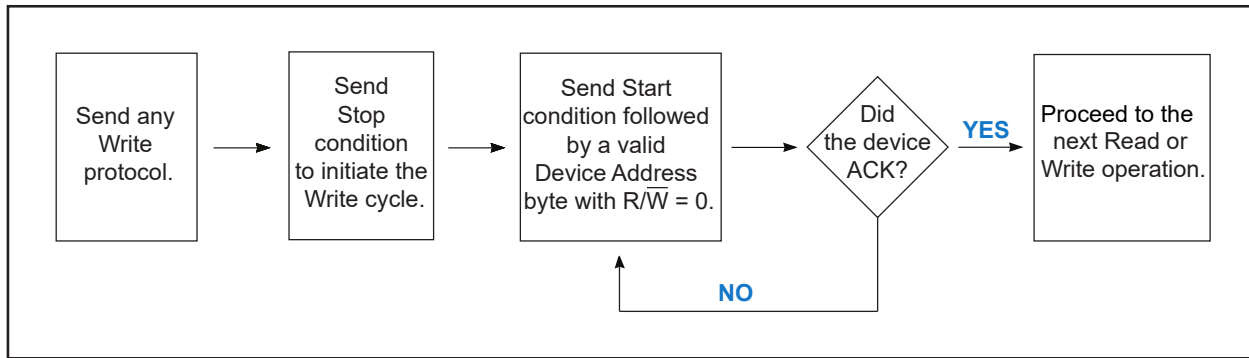 Send any
Write
protocol.
Send
Stop
condition
to initiate the
Write cycle.
Send Start
condition followed
by a valid
Device Address
byte with R/W̅ = 0.
Did
the device
ACK?
YES
NO
Proceed to the
next Read or
Write operation.